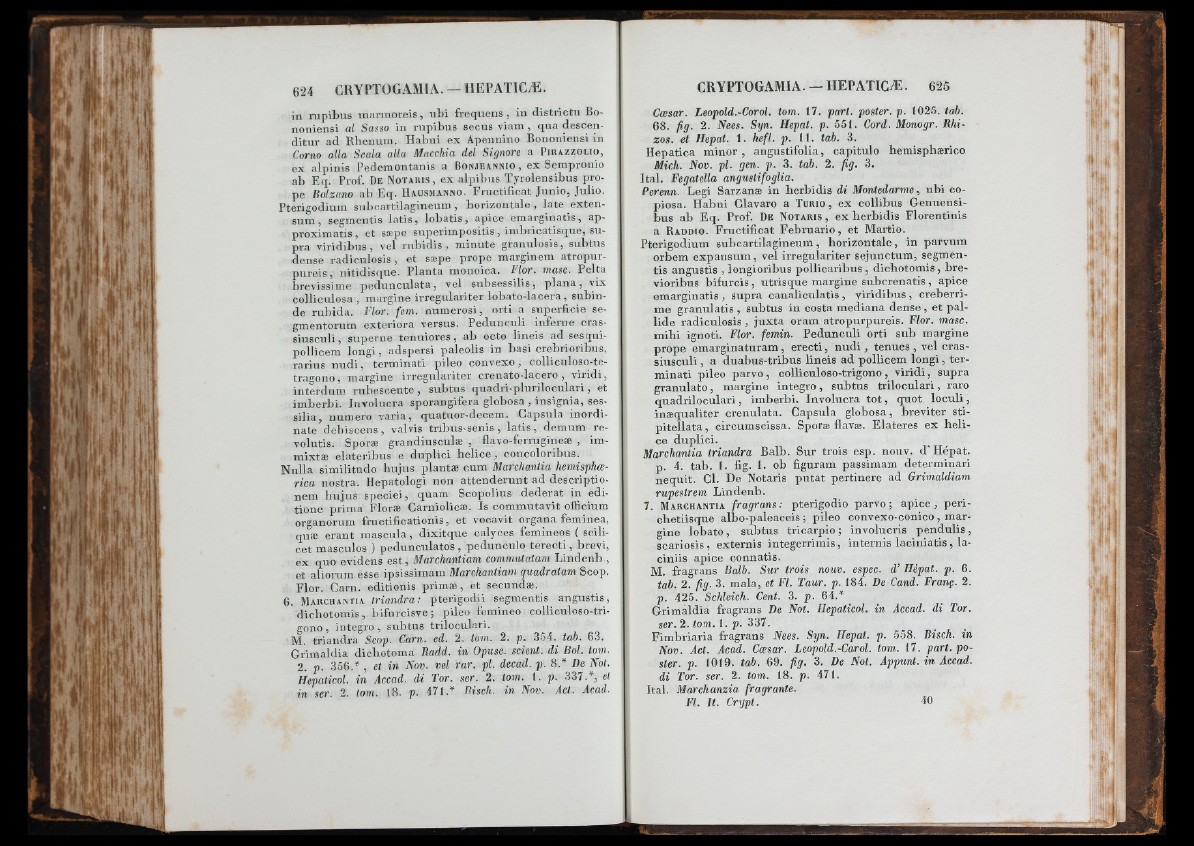 624 CRYPTOGAMIA. — HEPATICÆ.
in rupibus marmoreis, ubi frequens, in districtu Bo-
noniensi al Sasso in rupibus secus viam, qua descen-
ditur ad Rhenum. Habui ex Apennino Bononiensi in
Corno alla Scala alla Macchia del Signore a PIRAZZOLIO,
ex alpinis Pedemontanis a BONJEANNIO, ex Sempronio
ab Eq. Prof. DE NOTARIS, ex alpibus Tyrolensibus pro-
pe Bolzano ab Eq. HAUSMANNO. Fructificat Junio, Julio.
Pterigodium subcartilagineum, horizontale, late exten-
sum, segmentis latis, lobatis, apice emarginatis, ap-
proximatis, et sæpe superimpositis, imbricatisque, su-
pra viridibus, vel rubidis, minute granulosis, subtus
dense radiculosis, et sæpe prope marginem atropur-
pureis, nitidisque. Planta monoica. Flor. masc. Pelta
brevissime pedunculata, vel subsessilis, plana, vix
colliculosa, margine irregulariter lobato-lacera, subin-
de rubida. Flor. fem. numerosi, orti a superficie se-
gmentorum exteriora versus. Pedunculi inferne cras-
siusculi, superne tenuiores, ab octo lineis ad sesqui-
pollicem longi, adspersi paleolis in basi crebrioribus,
rarius nudi, terminati pileo convexo, colliculoso-te-
tragono, margine irregulariter crenato-lacero, viridi,
interdum rubescente, subtus quadri-pluriloculari, et
imberbi. Involucra sporangifera globosa, insignia, ses-
silia, numero varia, quatuor-decem. Capsula inordi-
nate dehiscens, valvis tribus-senis, latis, demum re-
volutis. Sporæ grandiusculæ, flavo-ferrugineæ, im-
mixtæ elateribus e duplici helice, concoloribus.
Nulla similitudo hujus plantæ cum Marchantia hemisphæ-
rica nostra. Hepatologi non attenderunt ad descriptio-
nem hujus speciei, quam Scopolius dederat in edi-
tione prima Floræ Carniolicæ. Is commutavit officium
organorum fructificationis, et vocavit organa feminea,
quæ erant mascula, dixitque calyces femineos ( scili-
cet masculos ) pedunculatos, pedunculo terecti, brevi,
ex quo evidens est, Marchantiam commutatam Lindenb,
et aliorum esse ipsissimam Marchantiam quadratam Scop.
Flor. Carn. editionis primæ, et secundæ.
6. MARCHANTIA triandra: pterigodii segmentis angustis,
dichotomis, bifurcisve; pileo femineo colliculoso-tri-
gono, integro, subtus triloculari.
M. triandra Scop. Carn. ed. 2. tom. 2. p. 354. tab. 63.
Grimaldia dichotoma Radd. in Opusc. scient. di Bol. tom.
2. p. 356.*, et in Nov. vel rar. pl. decad. p. 8.* De Not.
Hepaticol. in Accad. di Tor. ser. 2. tom. 1. p. 337.*, et
in ser. 2. tom. 18. p. 471.* Bisch. in Nov. Act. Acad.
CRYPTOGAMIA. — HEPATICÆ. 625
Cæsar. Leopold.-Corol. tom. 17. part. poster. p. 1025. tab.
68. fig. 2. Nees. Syn. Hepat. p. 551. Cord. Monogr. Rhi-
zos. et Hepat. 1. heft. p. 11. tab. 3.
Hepatica minor, angustifolia, capitulo hemisphærico
Mich. Nov. pl. gen. p. 3. tab. 2. fig. 3.
Ital. Fegatella angustifoglia.
Perenn. Legi Sarzanæ in herbidis di Montedarme, ubi co-
piosa. Habui Clavaro a TURIO, ex collibus Genuensi-
bus ab Eq. Prof. DE NOTARIS, ex herbidis Florentinis
a RADDIO. Fructificat Februario, et Martio.
Pterigodium subcartilagineum, horizontale, in parvum
orbem expansum, vel irregulariter sejunctum, segmen-
tis angustis, longioribus pollicaribus, dichotomis, bre-
vioribus bifurcis, utrisque margine subcrenatis, apice
emarginatis, supra canaliculatis, viridibus, creberri-
me granulatis, subtus in costa mediana dense, et pal-
lide radiculosis, juxta oram atropurpureis. Flor. masc.
mihi ignoti. Flor. femin. Pedunculi orti sub margine
prope emarginaturam, erecti, nudi, tenues, vel cras-
siusculi, a duabus-tribus lineis ad pollicem longi, ter-
minati pileo parvo, colliculoso-trigono, viridi, supra
granulato, margine integro, subtus triloculari, raro
quadriloculari, imberbi. Involucra tot, quot loculi,
inæqualiter crenulata. Capsula globosa, breviter sti-
pitellata, circumscissa. Sporæ flavæ. Elateres ex heli-
ce duplici.
Marchantia triandra Balb. Sur trois esp. nouv. d'Hépat.
p. 4. tab. 1. fig. 1. ob figuram passimam determinari
nequit. Cl. De Notaris putat pertinere ad Grimaldiam
rupestrem Lindenb.
7. MARCHANTIA fragrans: pterigodio parvo; apice, peri-
chetiisque albo-paleaceis; pileo convexo-conico, mar-
gine lobato, subtus tricarpio; involucris pendulis,
scariosis, externis integerrimis, internis laciniatis, la-
ciniis apice connatis.
M. fragrans Balb. Sur trois nouv. espec. d'Hépat. p. 6.
tab. 2. fig. 3. mala, et Fl. Taur. p. 184. De Cand. Franç. 2.
p. 425. Schleich. Cent. 3. p. 64.*
Grimaldia fragrans De Not. Hepaticol. in Accad. di Tor.
ser. 2. tom. 1. p. 337.
Fimbriaria fragrans Nees. Syn. Hepat. p. 558. Bisch. in
Nov. Act. Acad. Cæsar. Leopold.-Carol. tom. 17. part. po-
ster. p. 1019. tab. 69. fig. 3. De Not. Appunt. in Accad.
di Tor. ser. 2. tom. 18. p. 471.
Ital. Marchanzia fragrante.
Fl. It. Crypt. 40